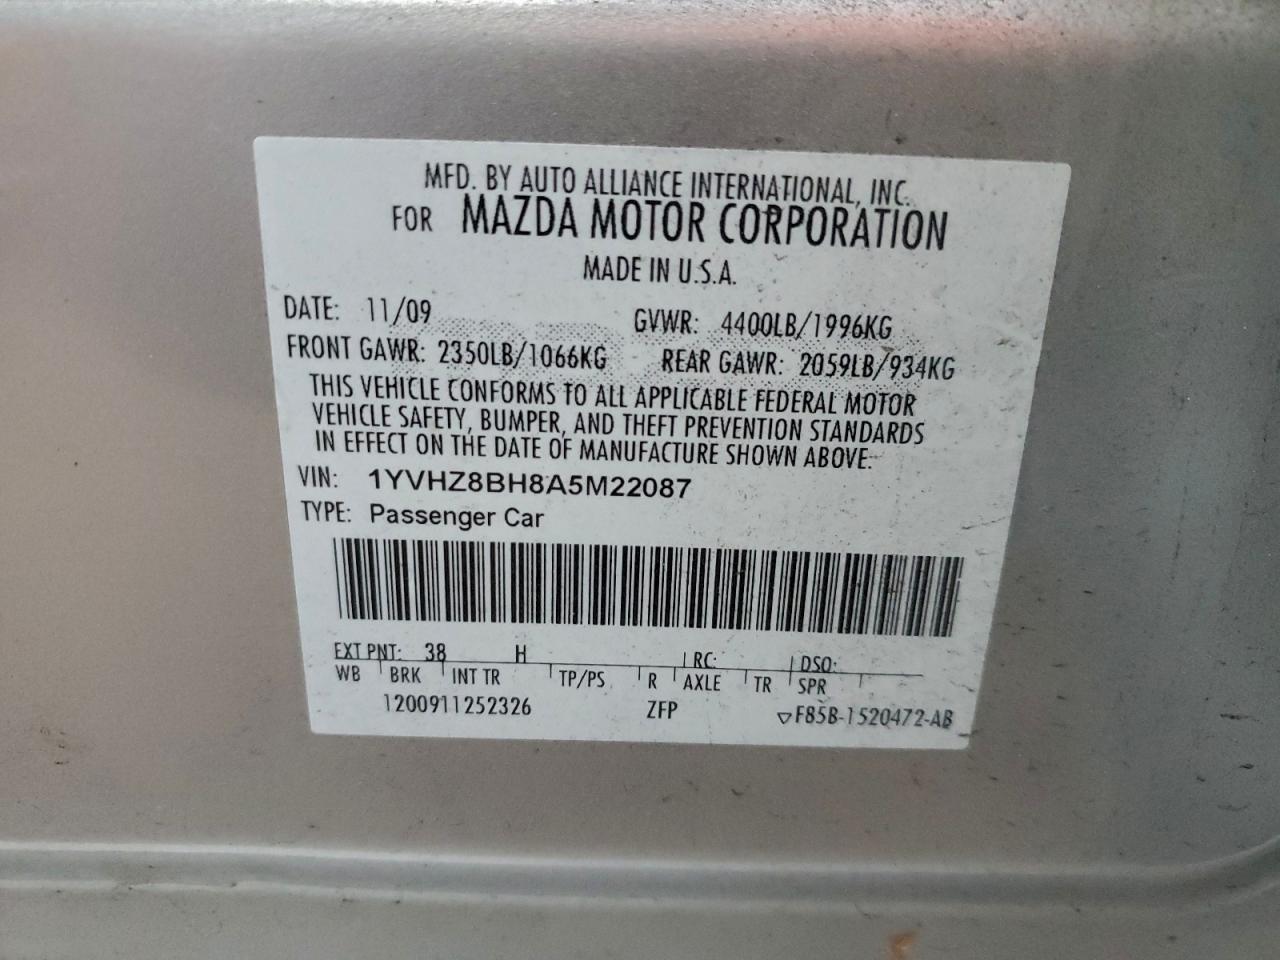 MFD. BY AUTO ALLIANCE INTERNATIONAL, INC.
FOR MAZDA MOTOR CORPORATION
MADE IN U.S.A.
DATE: 11/09 GVWR: 4400LB/1996KG
FRONT GAWR: 2350LB/1066KG REAR GAWR: 2059LB/934KG
THIS VEHICLE CONFORMS TO ALL APPLICABLE FEDERAL MOTOR
VEHICLE SAFETY, BUMPER, AND THEFT PREVENTION STANDARDS
IN EFFECT ON THE DATE OF MANUFACTURE SHOWN ABOVE.
VIN: 1YVHZ8BH8A5M22087
TYPE: Passenger Car
EXT PNT: 38 H RC: DSO:
WB BRK INT TR TP/PS R AXLE TR SPR
1200911252326 ZFP F85B-1520472-AB